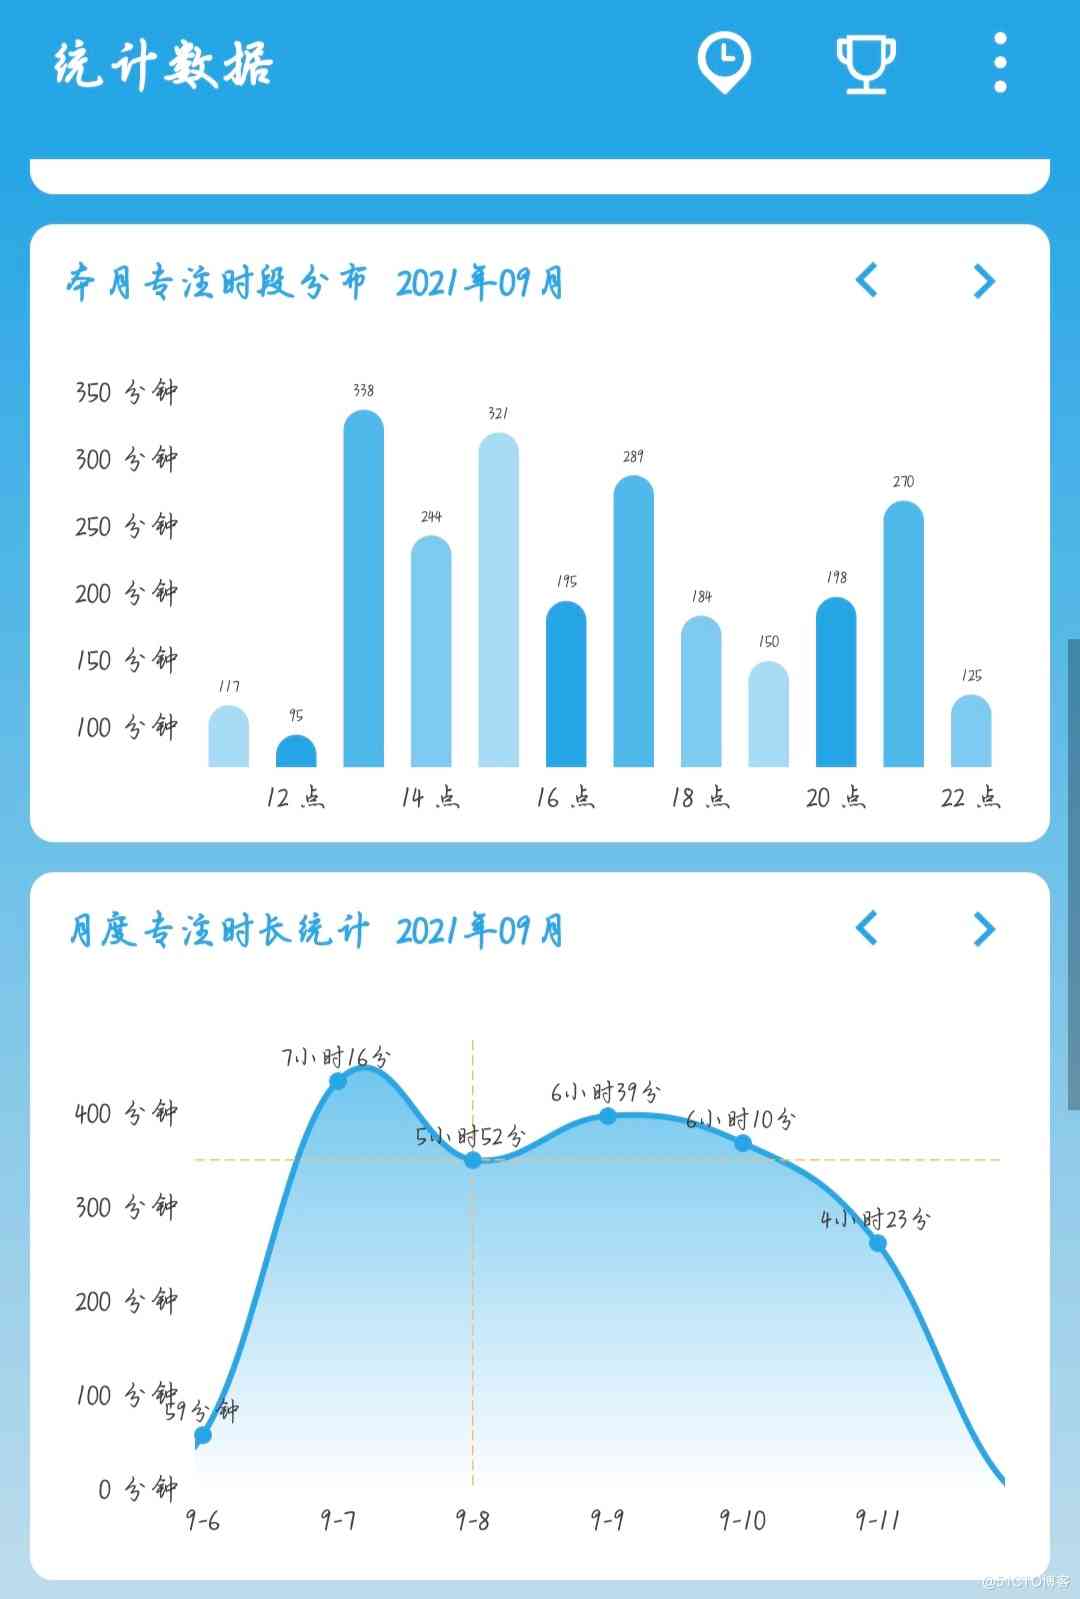 统计数据
本月专注时段分布 2021年09月
350 分钟
300 分钟
250 分钟
200 分钟
150 分钟
100 分钟
117
95
338
244
321
195
289
184
150
198
270
125
12 点
14 点
16 点
18 点
20 点
22 点
月度专注时长统计 2021年09月
400 分钟
300 分钟
200 分钟
100 分钟
0 分钟
59分钟
7小时16分
5小时52分
6小时39分
6小时10分
4小时23分
9-6
9-7
9-8
9-9
9-10
9-11
@51CTO博客